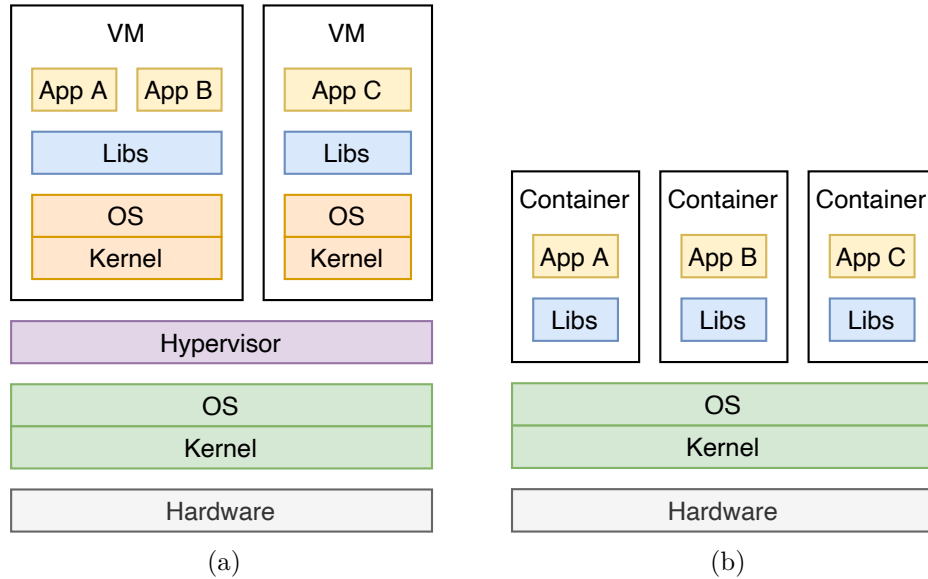 VM
App A App B
Libs
OS
Kernel
VM
App C
Libs
OS
Kernel
Hypervisor
OS
Kernel
Hardware
(a)
Container
App A
Libs
Container
App B
Libs
Container
App C
Libs
OS
Kernel
Hardware
(b)